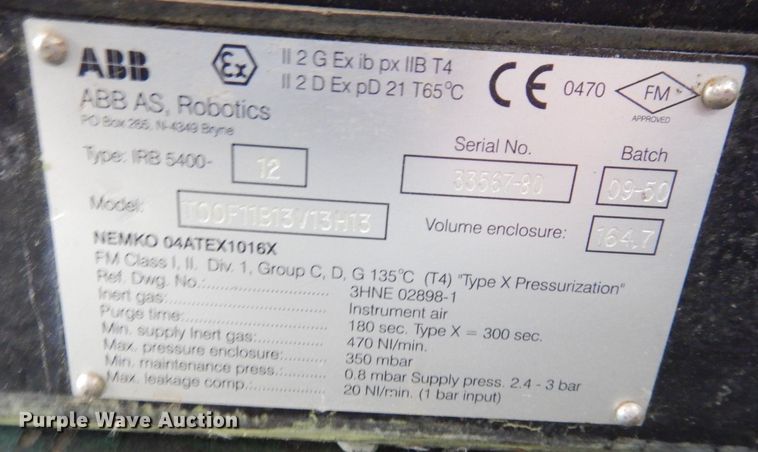 ABB
Ex
II 2 G Ex ib px IIB T4
II 2 D Ex pD 21 T65°C
CE 0470
FM
APPROVED
ABB AS, Robotics
PO Box 265, N-4349 Bryne
Type: IRB 5400- 12
Serial No.
33567-80
Batch
09-50
Model:
Volume enclosure: 164.7
NEMKO 04ATEX1016X
FM Class I, II. Div. 1, Group C, D, G 135°C (T4) "Type X Pressurization"
Ref. Dwg. No.: 3HNE 02898-1
Inert gas: Instrument air
Purge time: 180 sec. Type X = 300 sec.
Min. supply Inert gas: 470 Nl/min.
Max. pressure enclosure: 350 mbar
Min. maintenance press.: 0.8 mbar Supply press. 2.4 - 3 bar
Max. leakage comp.: 20 Nl/min. (1 bar input)
Purple Wave Auction